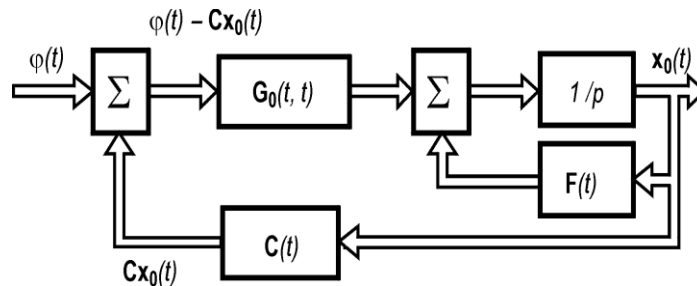 φ(t) – Cx₀(t)
φ(t)
x₀(t)
Σ
G₀(t, t)
Σ
1/p
F(t)
C(t)
Cx₀(t)